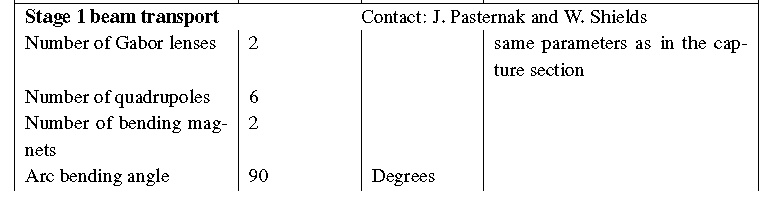 Stage 1 beam transport Contact: J. Pasternak and W. Shields
Number of Gabor lenses 2 same parameters as in the cap-
ture section
Number of quadrupoles 6
Number of bending mag- 2
nets
Arc bending angle 90 Degrees